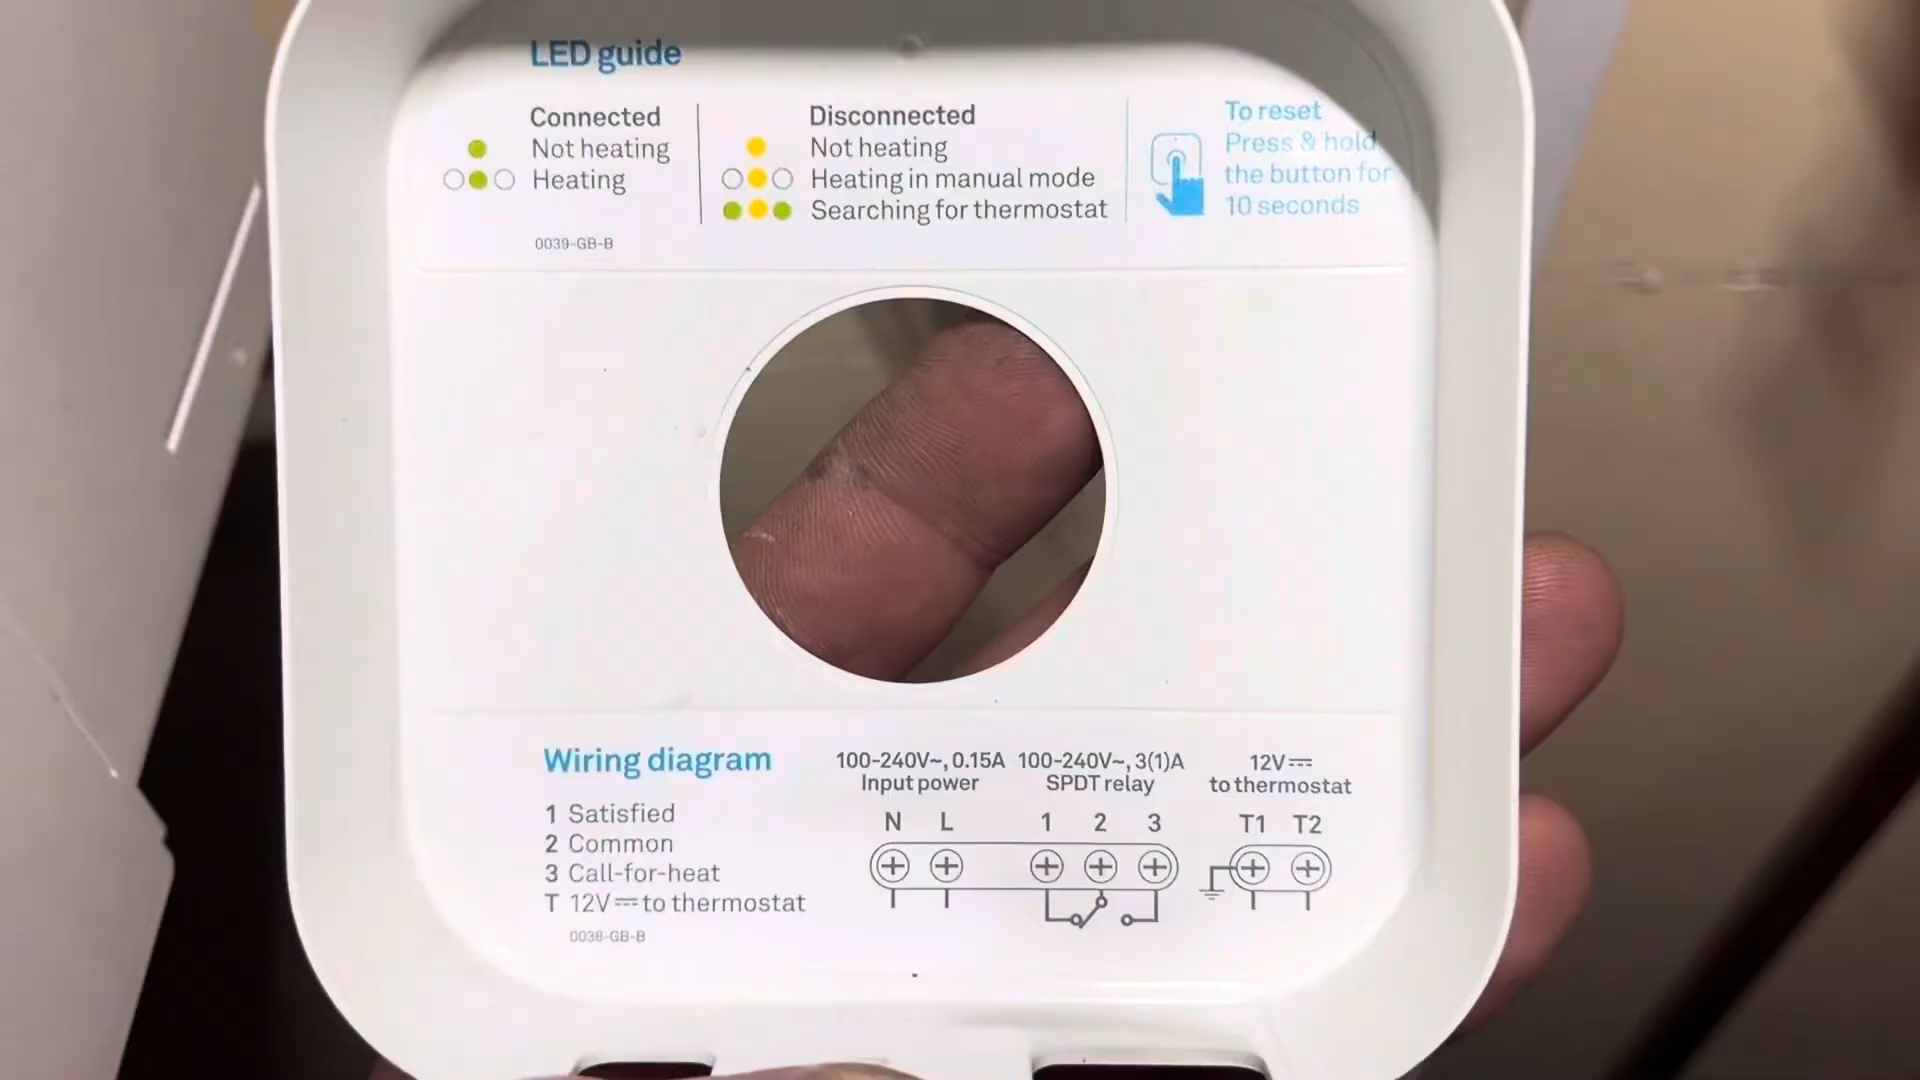 LED guide
Connected
Not heating
Heating
0039-GB-B
Disconnected
Not heating
Heating in manual mode
Searching for thermostat
To reset
Press & hold
the button for
10 seconds
Wiring diagram
1 Satisfied
2 Common
3 Call-for-heat
T 12V⎓to thermostat
0038-GB-B
100-240V~, 0.15A
Input power
N L
100-240V~, 3(1)A
SPDT relay
1 2 3
12V⎓
to thermostat
T1 T2